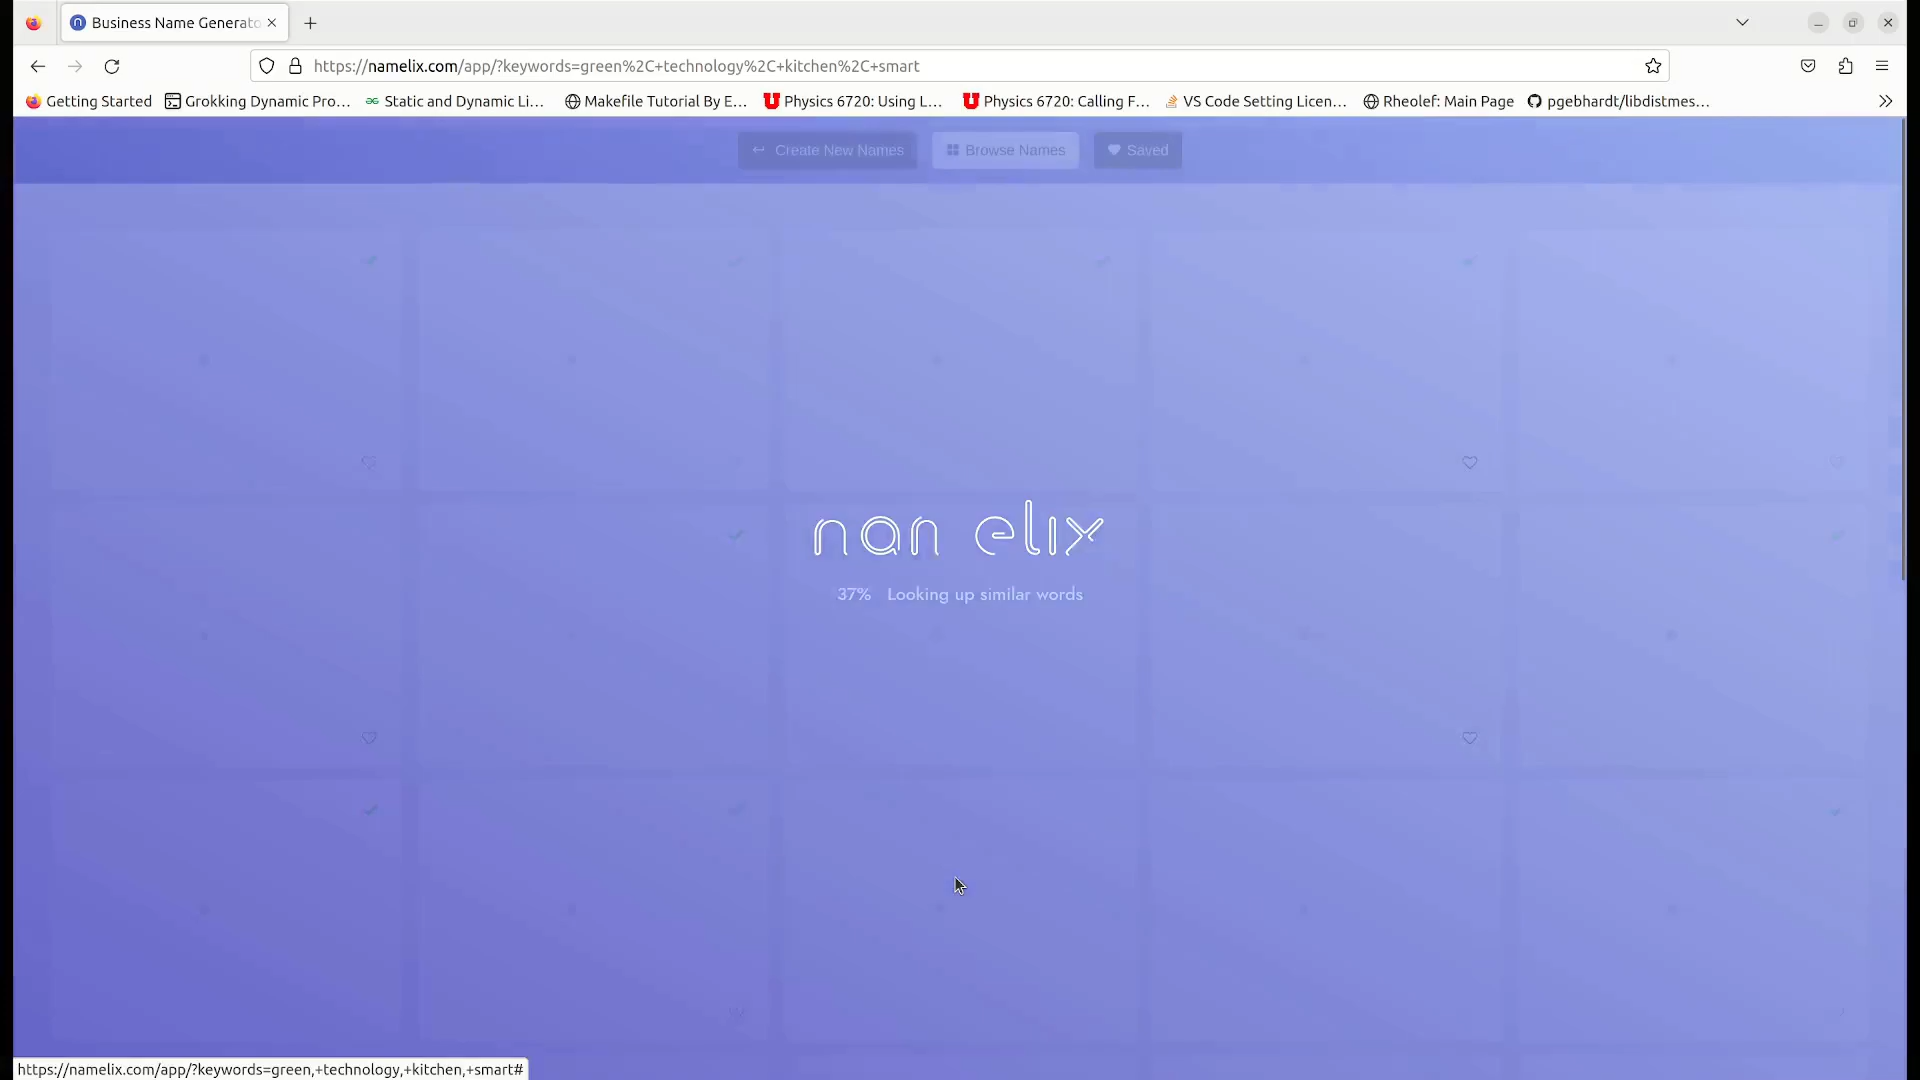 Business Name Generato
https://namelix.com/app/?keywords=green%2C+technology%2C+kitchen%2C+smart
Getting Started
Grokking Dynamic Pro...
Static and Dynamic Li...
Makefile Tutorial By E...
Physics 6720: Using L...
Physics 6720: Calling F...
VS Code Setting Licen...
Rheolef: Main Page
pgebhardt/libdistmes...
Create New Names
Browse Names
Saved
nan elix
37% Looking up similar words
https://namelix.com/app/?keywords=green,+technology,+kitchen,+smart#